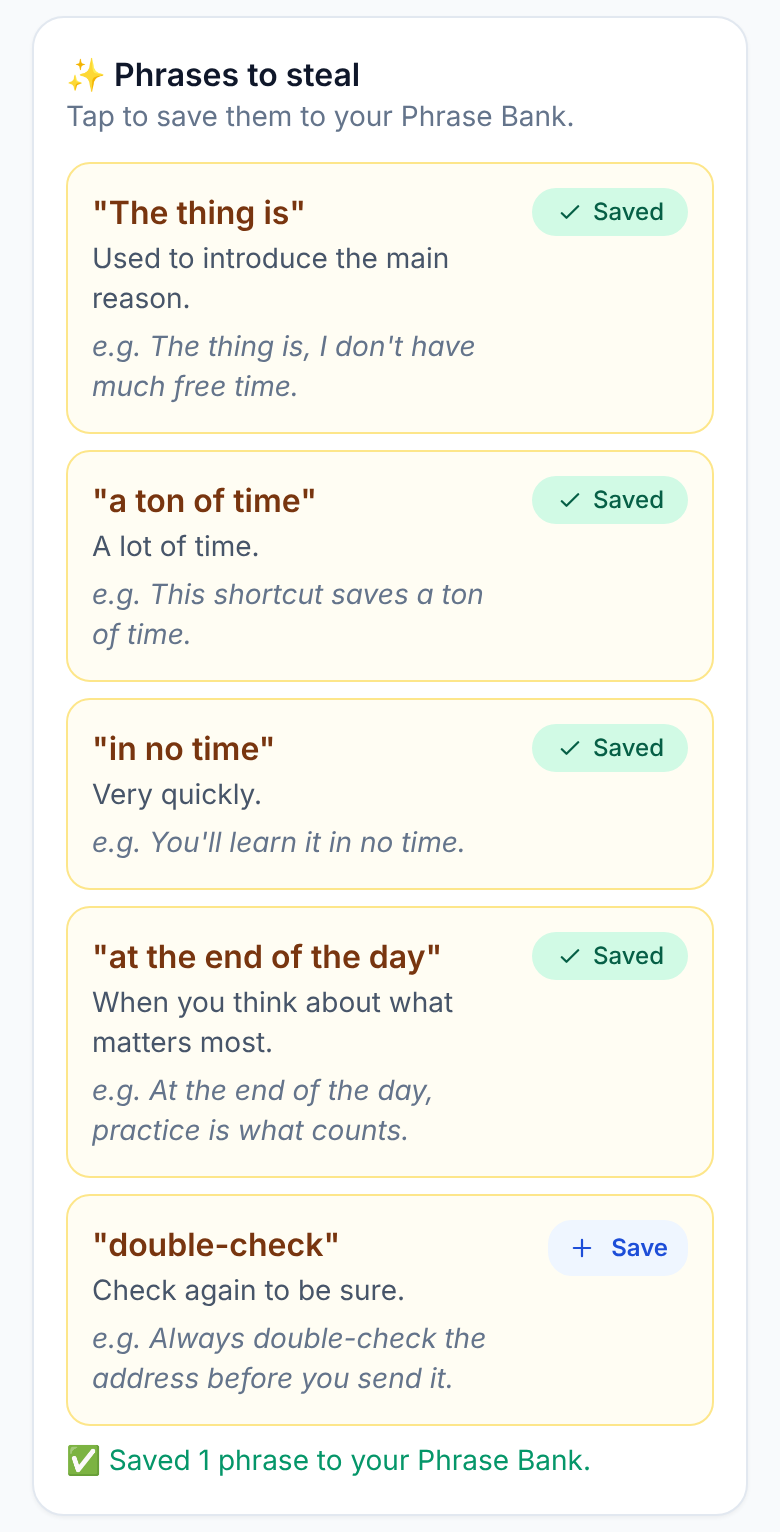 ✨ Phrases to steal
Tap to save them to your Phrase Bank.
"The thing is"
✓ Saved
Used to introduce the main
reason.
e.g. The thing is, I don't have
much free time.
"a ton of time"
✓ Saved
A lot of time.
e.g. This shortcut saves a ton
of time.
"in no time"
✓ Saved
Very quickly.
e.g. You'll learn it in no time.
"at the end of the day"
✓ Saved
When you think about what
matters most.
e.g. At the end of the day,
practice is what counts.
"double-check"
+ Save
Check again to be sure.
e.g. Always double-check the
address before you send it.
✅ Saved 1 phrase to your Phrase Bank.